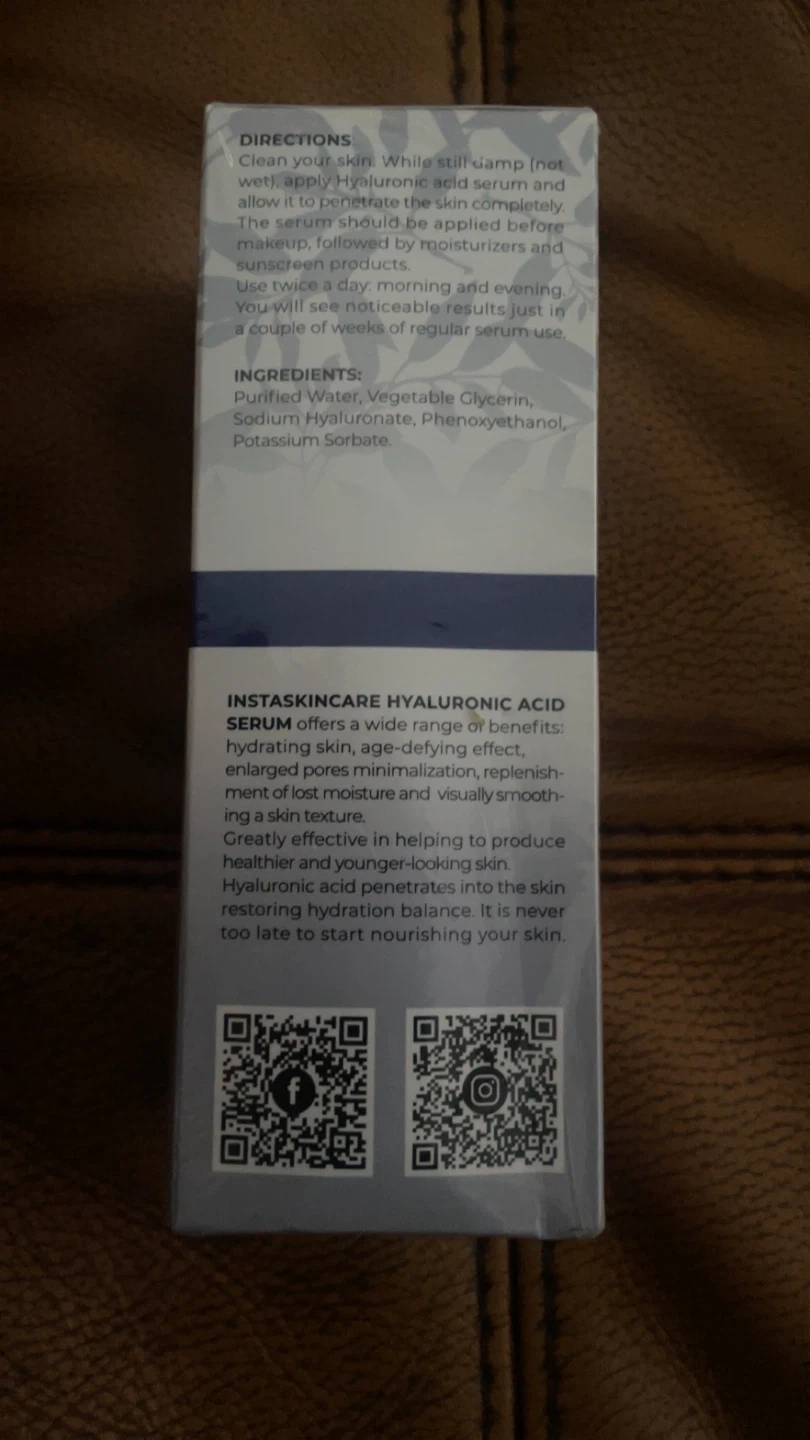 DIRECTIONS
Clean your skin. While still damp (not
wet), apply Hyaluronic acid serum and
allow it to penetrate the skin completely.
The serum should be applied before
makeup, followed by moisturizers and
sunscreen products.
Use twice a day: morning and evening.
You will see noticeable results just in
a couple of weeks of regular serum use.
INGREDIENTS:
Purified Water, Vegetable Glycerin,
Sodium Hyaluronate, Phenoxyethanol,
Potassium Sorbate.
INSTASKINCARE HYALURONIC ACID
SERUM offers a wide range of benefits:
hydrating skin, age-defying effect,
enlarged pores minimalization, replenish-
ment of lost moisture and visually smooth-
ing a skin texture.
Greatly effective in helping to produce
healthier and younger-looking skin.
Hyaluronic acid penetrates into the skin
restoring hydration balance. It is never
too late to start nourishing your skin.